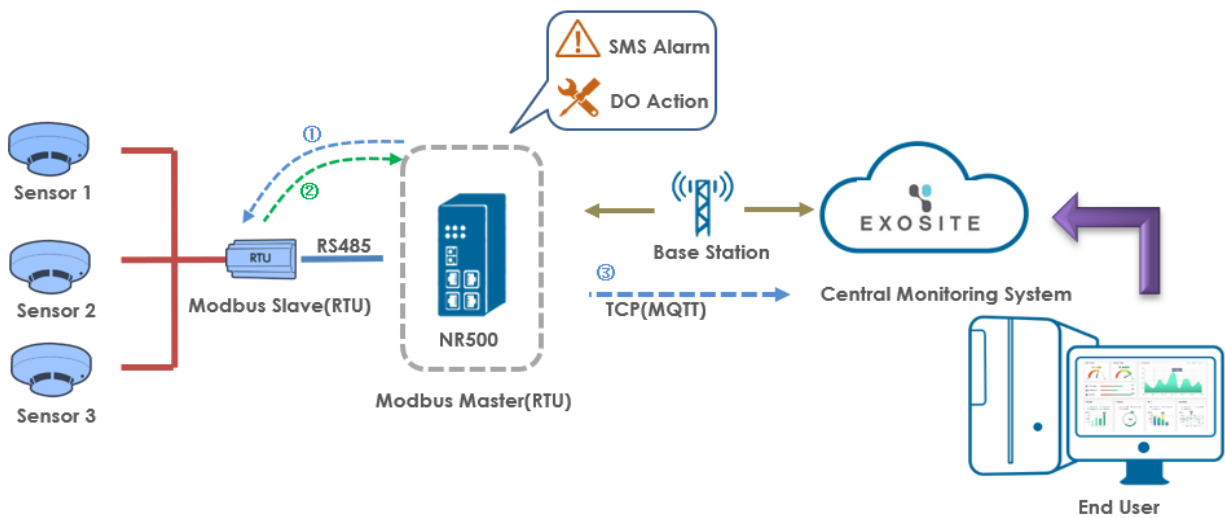 SMS Alarm
DO Action
①
②
Sensor 1
Sensor 2
Sensor 3
RTU
RS485
Modbus Slave(RTU)
NR500
Modbus Master(RTU)
Base Station
③
TCP(MQTT)
EXOSITE
Central Monitoring System
End User